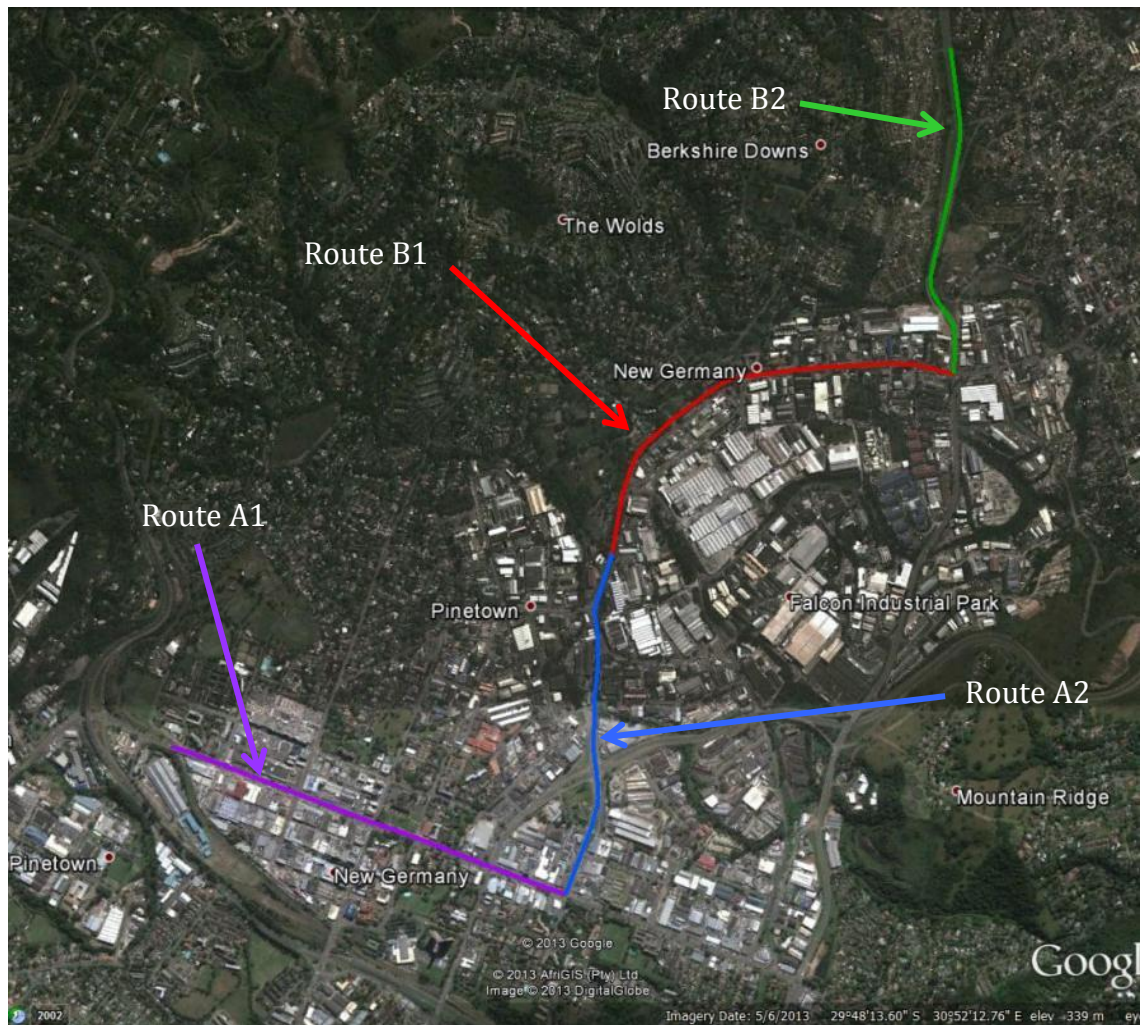 Route B2
Berkshire Downs
The Wolds
Route B1
New Germany
Route A1
Pinetown
Falcon Industrial Park
Route A2
Mountain Ridge
Pinetown
New Germany
© 2013 Google
© 2013 AfriGIS (Pty) Ltd
Image © 2013 DigitalGlobe
Googl
2002
Imagery Date: 5/6/2013 29°48'13.60" S 30°52'12.76" E elev 339 m ey